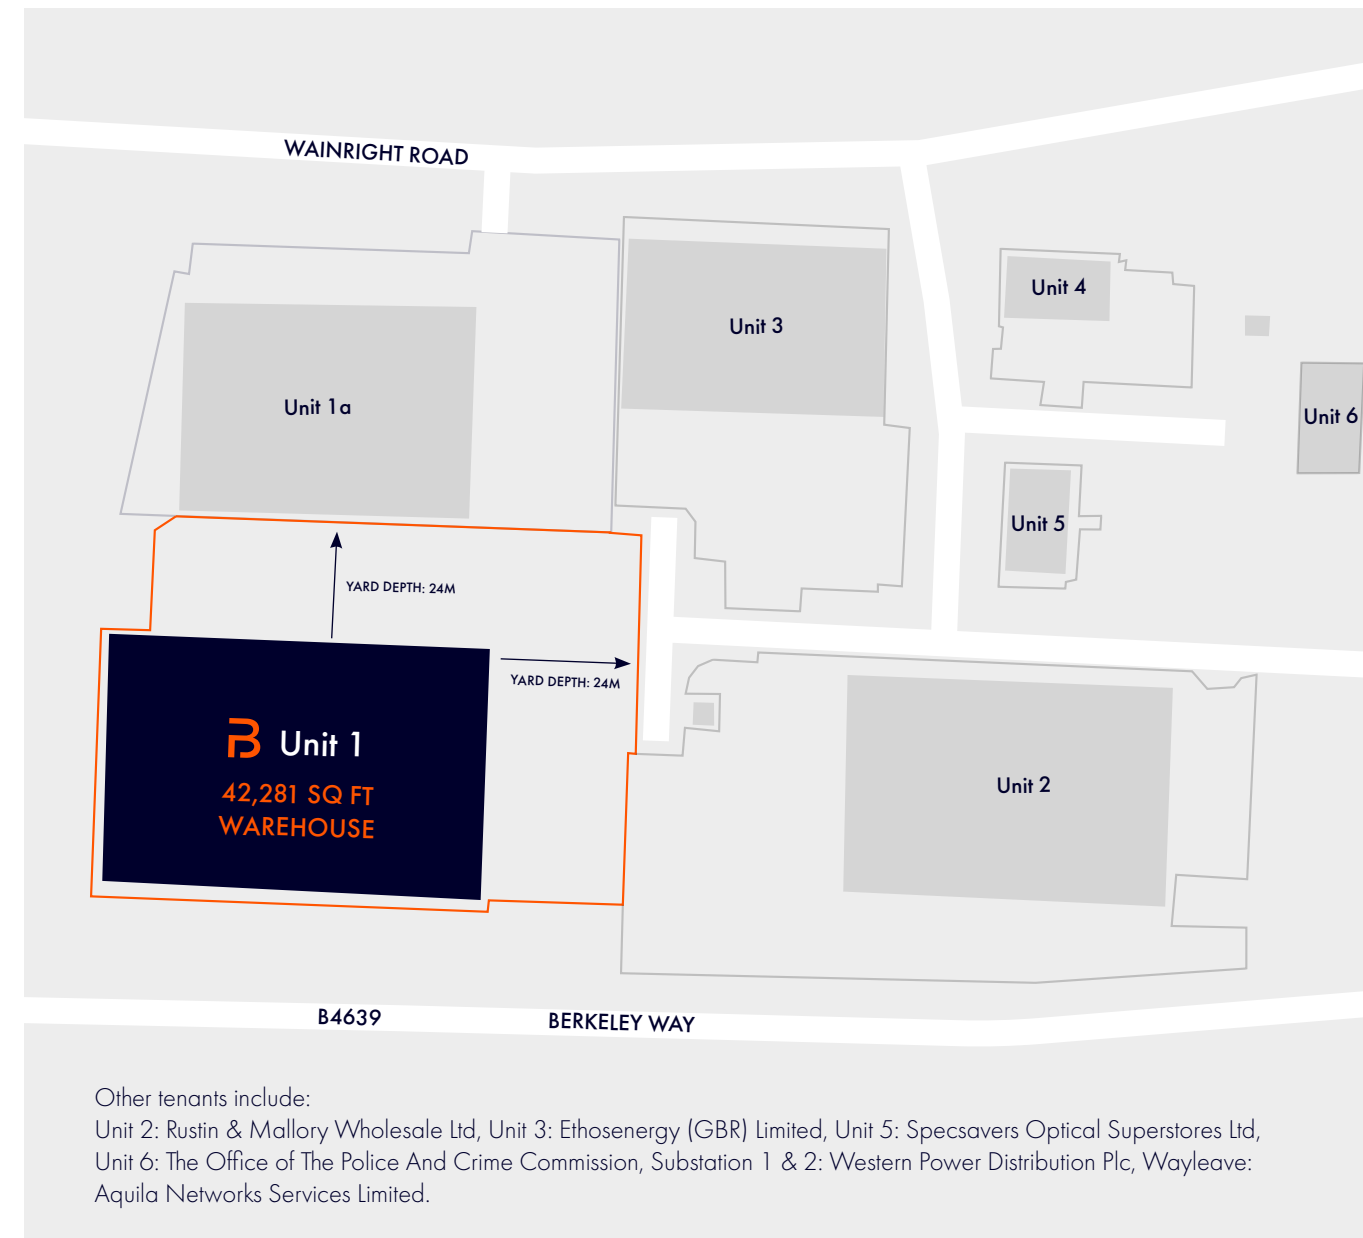 WAINRIGHT ROAD
Unit 4
Unit 3
Unit 1a
Unit 6
Unit 5
YARD DEPTH: 24M
YARD DEPTH: 24M
B Unit 1
42,281 SQ FT
WAREHOUSE
Unit 2
B4639
BERKELEY WAY
Other tenants include:
Unit 2: Rustin & Mallory Wholesale Ltd, Unit 3: Ethosenergy (GBR) Limited, Unit 5: Specsavers Optical Superstores Ltd,
Unit 6: The Office of The Police And Crime Commission, Substation 1 & 2: Western Power Distribution Plc, Wayleave:
Aquila Networks Services Limited.